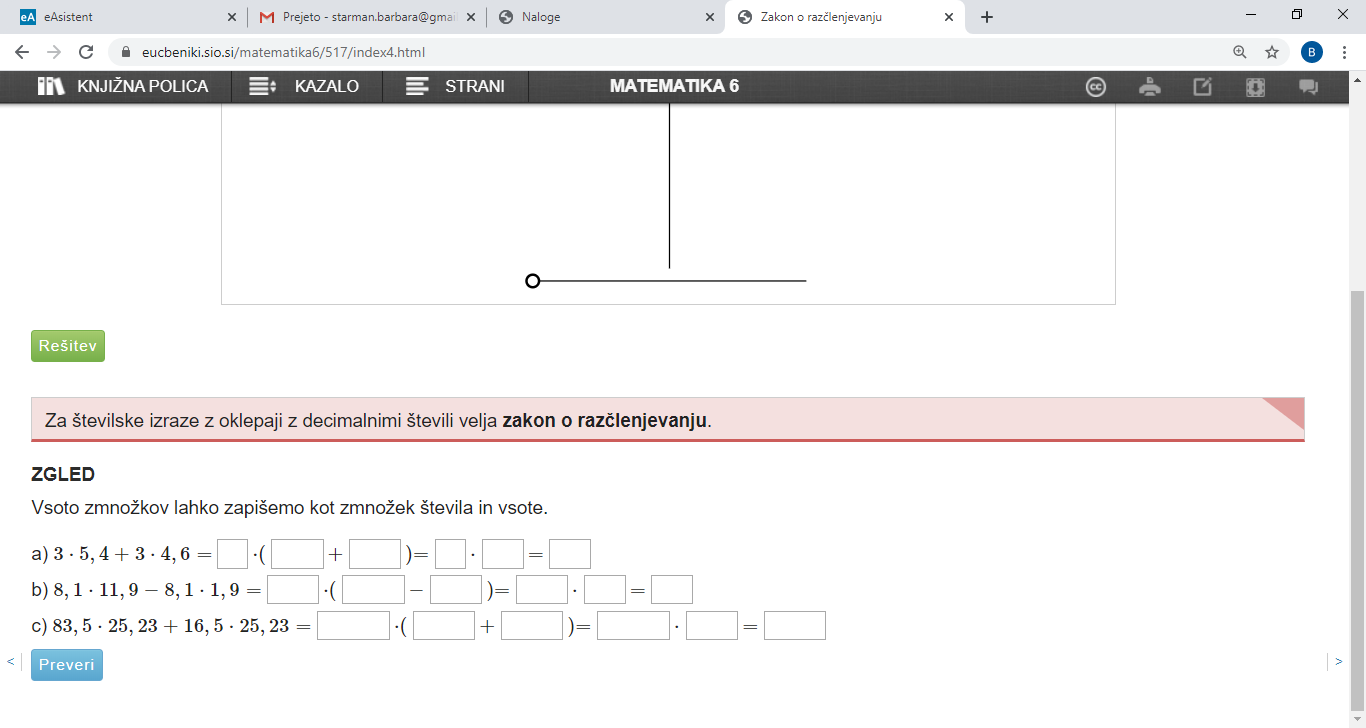 eA eAsistent
Prejeto - starman.barbara@gmai
Naloge
Zakon o razčlenjevanju
eucbeniki.sio.si/matematika6/517/index4.html
B
KNJIŽNA POLICA
KAZALO
STRANI
MATEMATIKA 6
cc
Rešitev
Za številske izraze z oklepaji z decimalnimi števili velja zakon o razčlenjevanju.
ZGLED
Vsoto zmnožkov lahko zapišemo kot zmnožek števila in vsote.
a) 3 · 5, 4 + 3 · 4, 6 = ·( + )= · =
b) 8, 1 · 11, 9 − 8, 1 · 1, 9 = ·( − )= · =
c) 83, 5 · 25, 23 + 16, 5 · 25, 23 = ·( + )= · =
< Preveri >